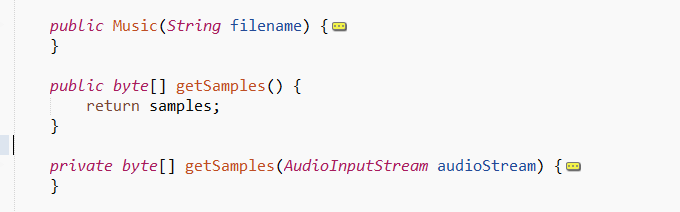 public Music(String filename) {
}
public byte[] getSamples() {
return samples;
}
private byte[] getSamples(AudioInputStream audioStream) {
}